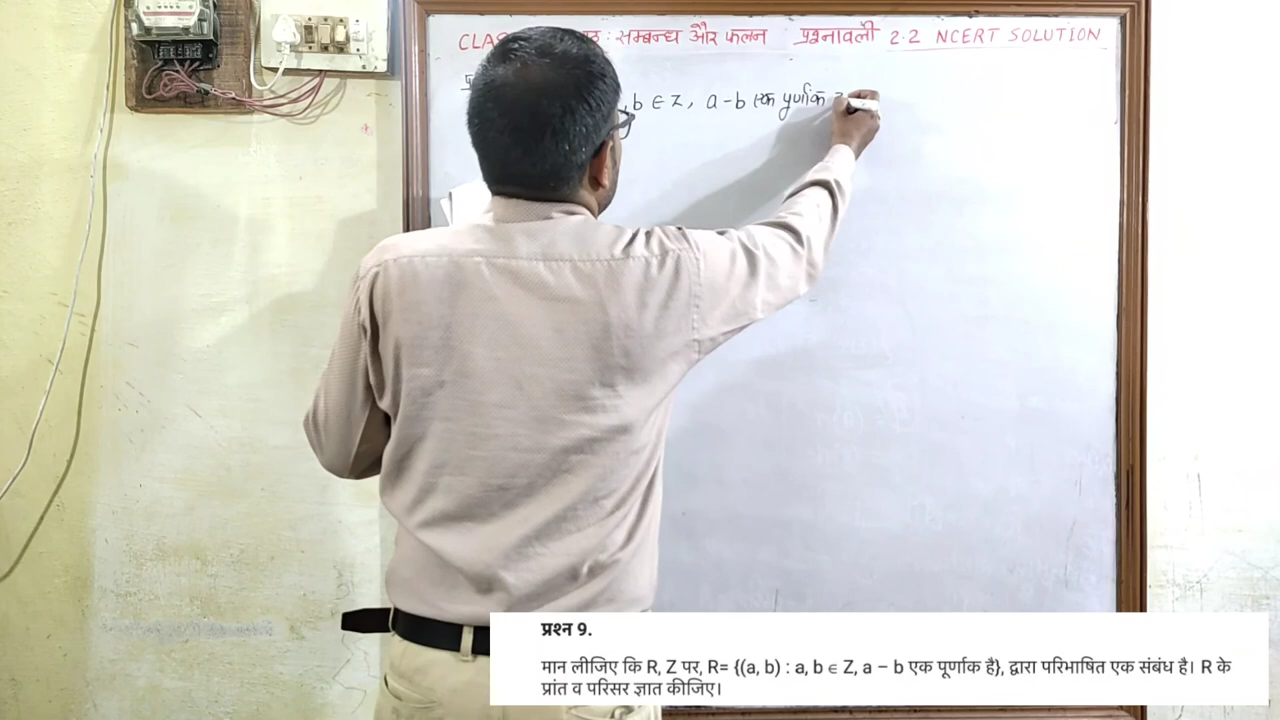 CLAS : सम्बन्ध और फलन प्रश्नावली 2.2 NCERT SOLUTION
,b ∈ Z, a-b एक पूर्णांक
प्रश्न 9.
मान लीजिए कि R, Z पर, R= {(a, b) : a, b ∈ Z, a – b एक पूर्णाक है}, द्वारा परिभाषित एक संबंध है। R के
प्रांत व परिसर ज्ञात कीजिए।